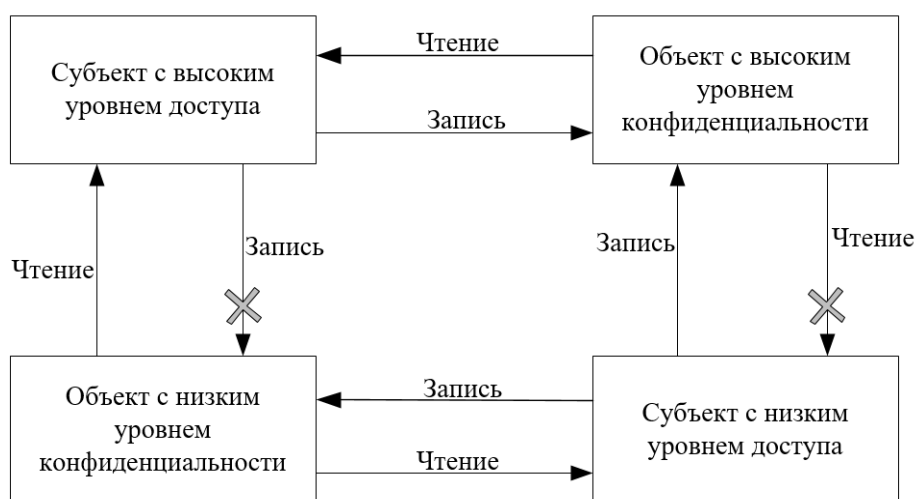 Чтение
Субъект с высоким
уровнем доступа
Объект с высоким
уровнем
конфиденциальности
Запись
Чтение
Запись
Запись
Чтение
Объект с низким
уровнем
конфиденциальности
Запись
Субъект с низким
уровнем доступа
Чтение